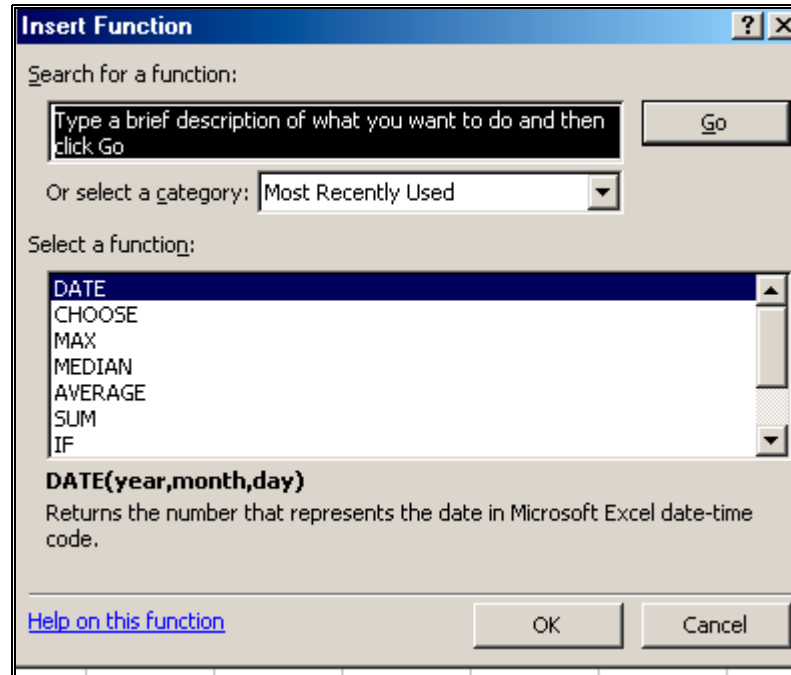 Insert Function
Search for a function:
Type a brief description of what you want to do and then
click Go
Go
Or select a category: Most Recently Used
Select a function:
DATE
CHOOSE
MAX
MEDIAN
AVERAGE
SUM
IF
DATE(year,month,day)
Returns the number that represents the date in Microsoft Excel date-time
code.
Help on this function
OK
Cancel